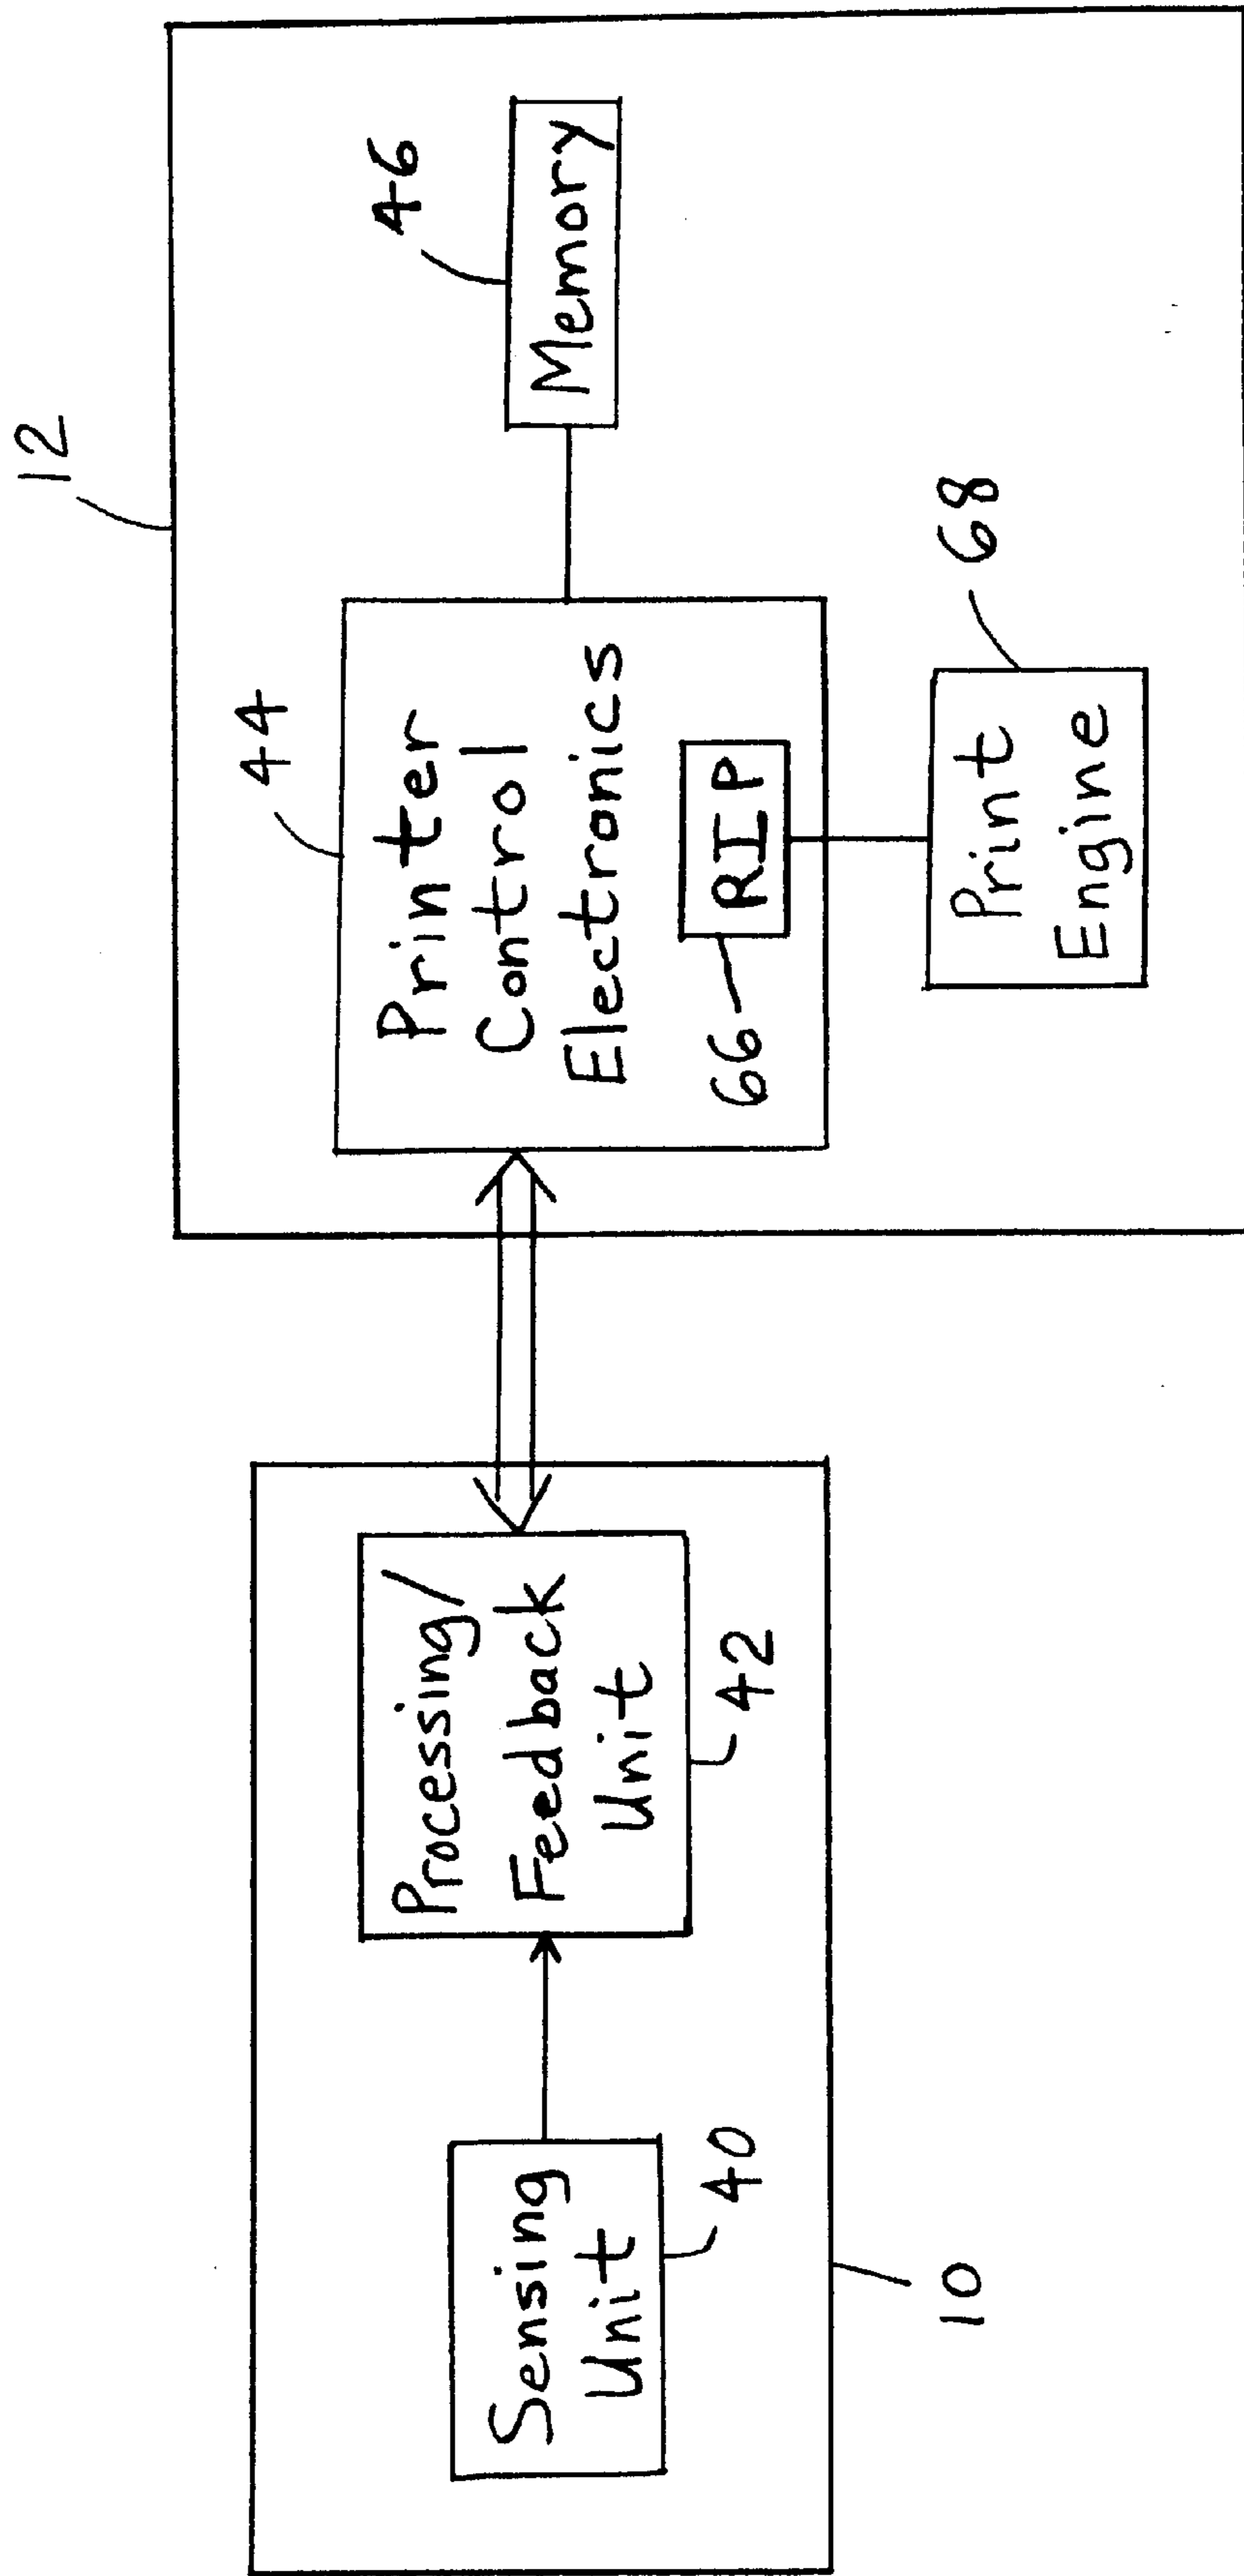 12
44
46
Printer
Control
Electronics
Memory
66
RIP
68
Print
Engine
Processing/
Feedback
Unit
42
Sensing
Unit
40
10